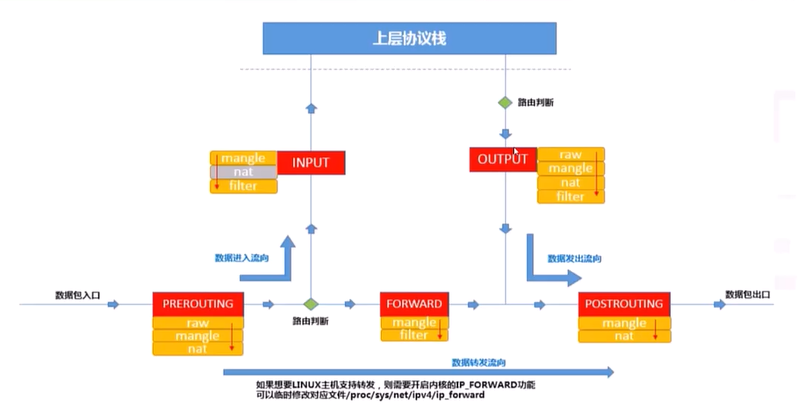 上层协议栈
路由判断
mangle
nat
filter
INPUT
OUTPUT
raw
mangle
nat
filter
数据进入流向
数据发出流向
数据包入口
PREROUTING
raw
mangle
nat
路由判断
FORWARD
mangle
filter
POSTROUTING
mangle
nat
数据包出口
数据转发流向
如果想要LINUX主机支持转发，则需要开启内核的IP_FORWARD功能
可以临时修改对应文件/proc/sys/net/ipv4/ip_forward